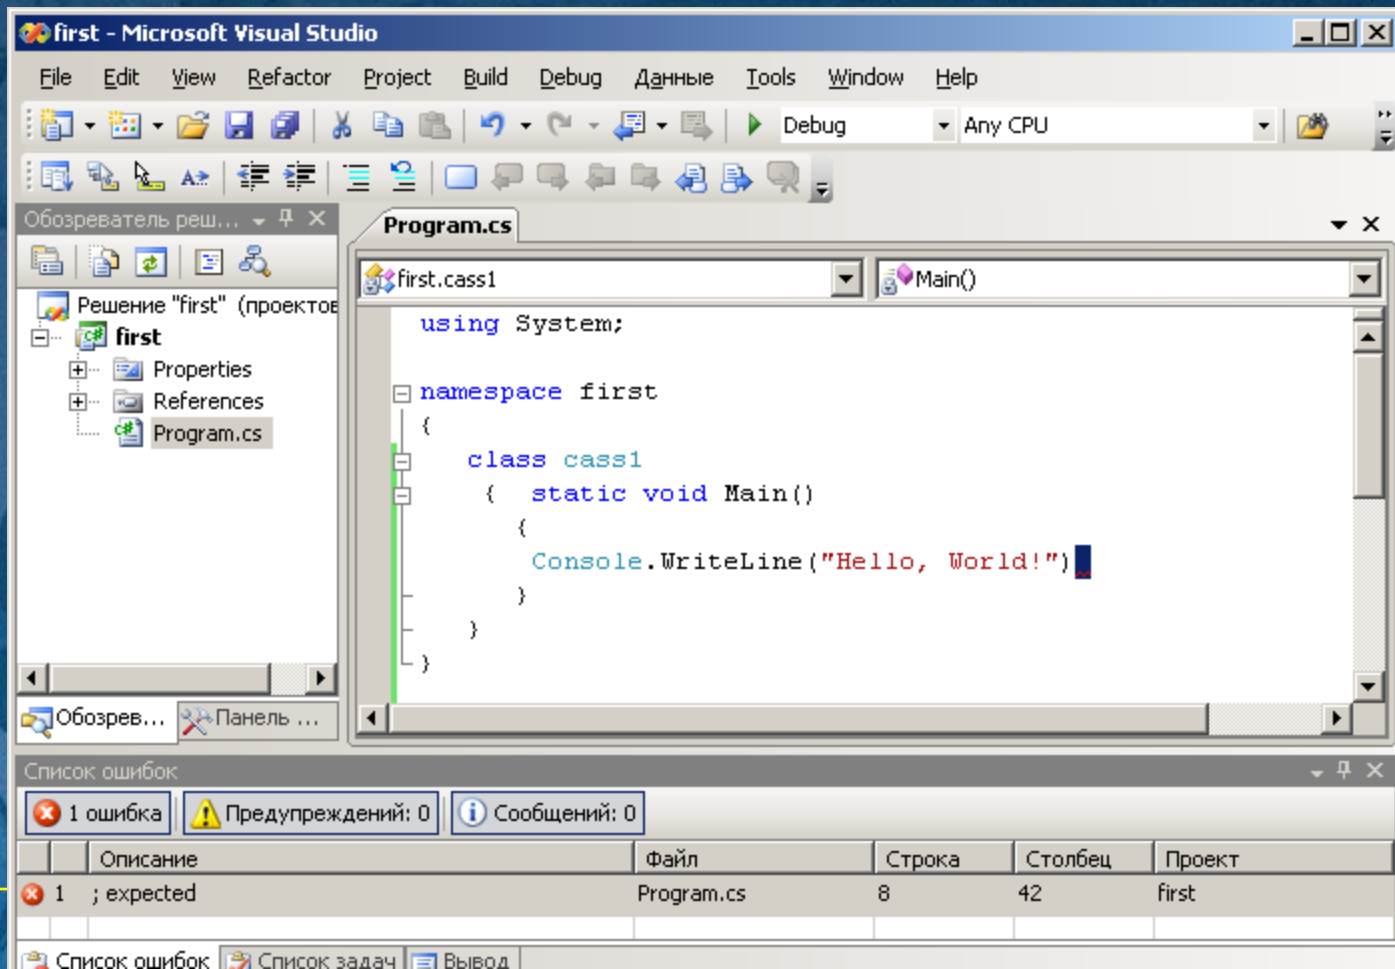 first - Microsoft Visual Studio
File Edit View Refactor Project Build Debug Данные Tools Window Help
Debug Any CPU
Обозреватель реш...
Program.cs
first.cass1 Main()
Решение "first" (проектов
first
Properties
References
Program.cs
using System;
namespace first
{
class cass1
{ static void Main()
{
Console.WriteLine("Hello, World!")
}
}
}
Обозрев... Панель ...
Список ошибок
1 ошибка Предупреждений: 0 Сообщений: 0
Описание Файл Строка Столбец Проект
1 ; expected Program.cs 8 42 first
Список ошибок Список задач Вывод